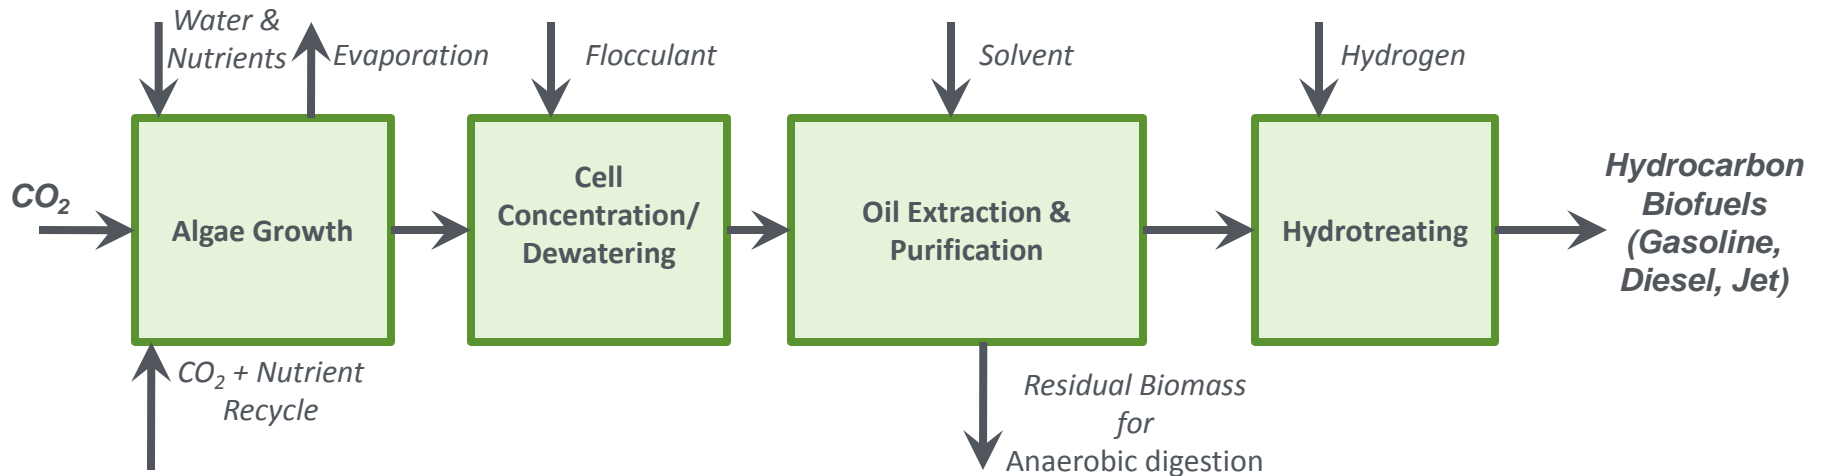 Water &
Nutrients
Evaporation
Flocculant
Solvent
Hydrogen
CO₂
Algae Growth
Cell
Concentration/
Dewatering
Oil Extraction &
Purification
Hydrotreating
Hydrocarbon
Biofuels
(Gasoline,
Diesel, Jet)
CO₂ + Nutrient
Recycle
Residual Biomass
for
Anaerobic digestion